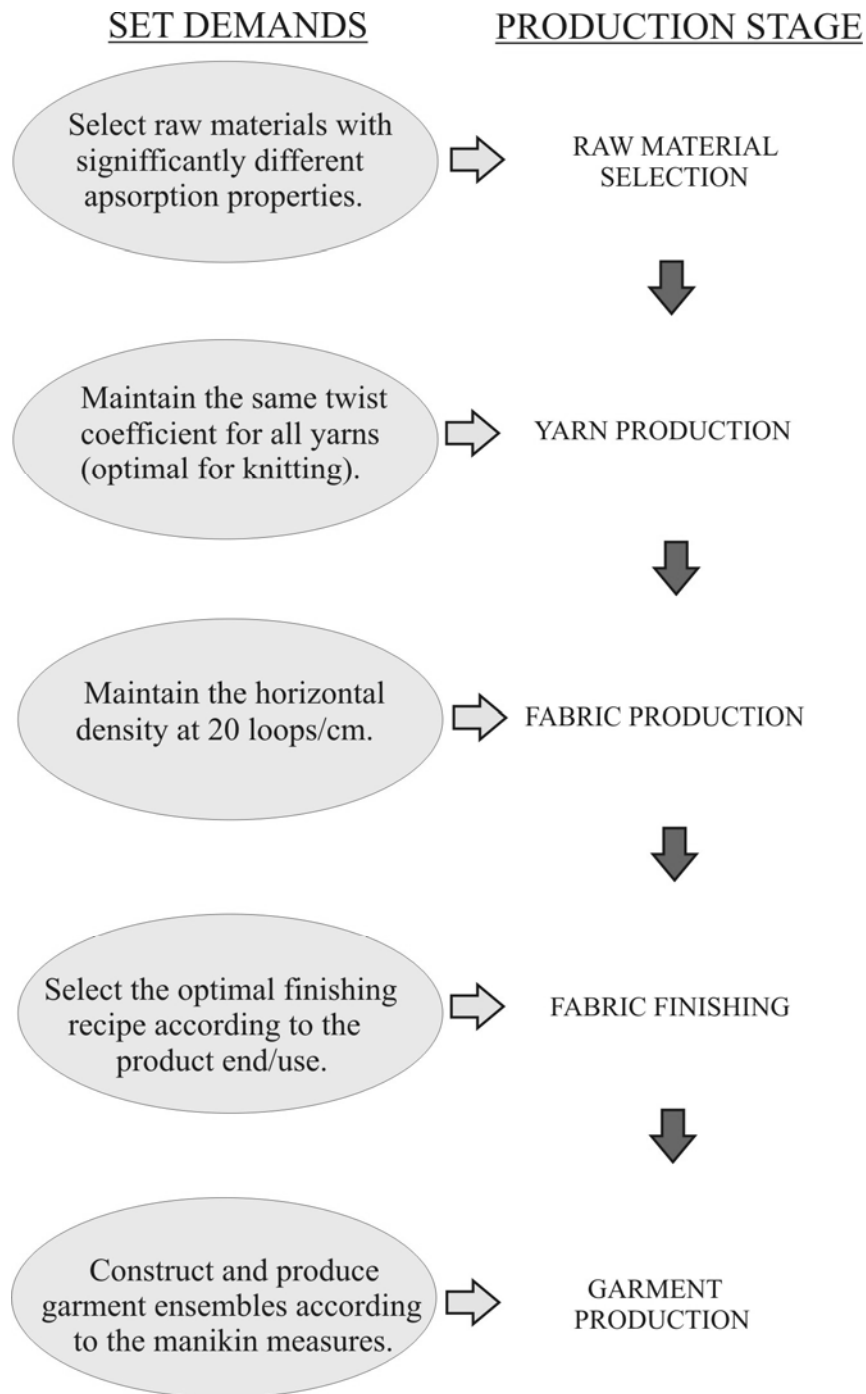 SET DEMANDS
PRODUCTION STAGE
Select raw materials with
signifficantly different
apsorption properties.
RAW MATERIAL
SELECTION
Maintain the same twist
coefficient for all yarns
(optimal for knitting).
YARN PRODUCTION
Maintain the horizontal
density at 20 loops/cm.
FABRIC PRODUCTION
Select the optimal finishing
recipe according to the
product end/use.
FABRIC FINISHING
Construct and produce
garment ensembles according
to the manikin measures.
GARMENT
PRODUCTION